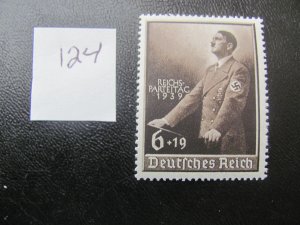 124
REICHS-
PARTEITAG
1939
6+19
Deutsches Reich